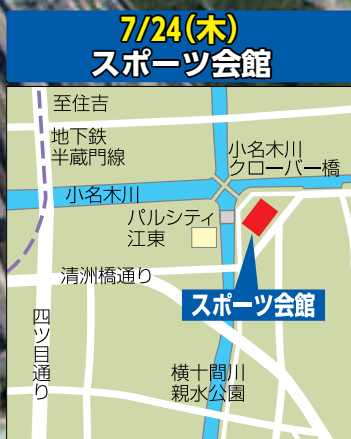 7/24(木)
スポーツ会館
至住吉
地下鉄
半蔵門線
小名木川
クローバー橋
小名木川
パルシティ
江東
清洲橋通り
スポーツ会館
四ツ目通り
横十間川
親水公園